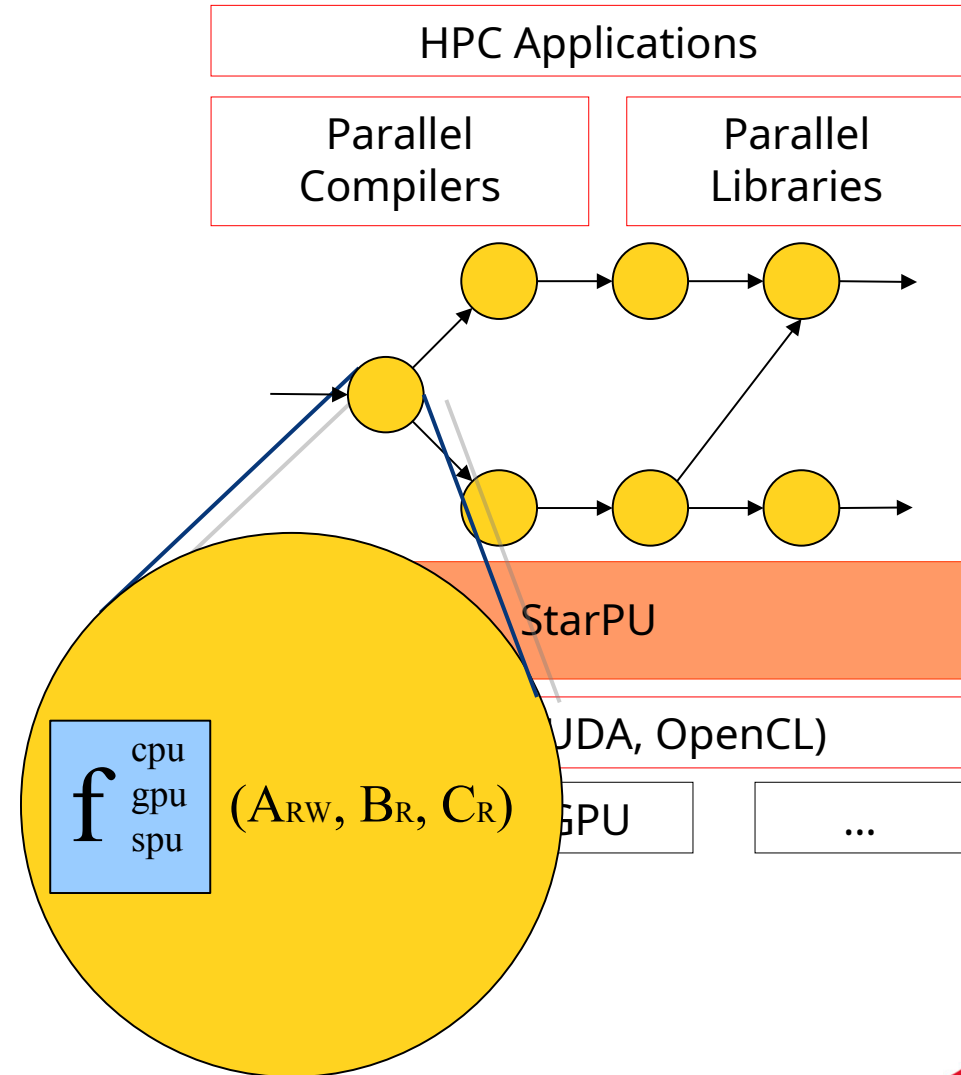 HPC Applications
Parallel
Compilers
Parallel
Libraries
StarPU
UDA, OpenCL)
GPU
...
f
cpu
gpu
spu
(ARW, BR, CR)